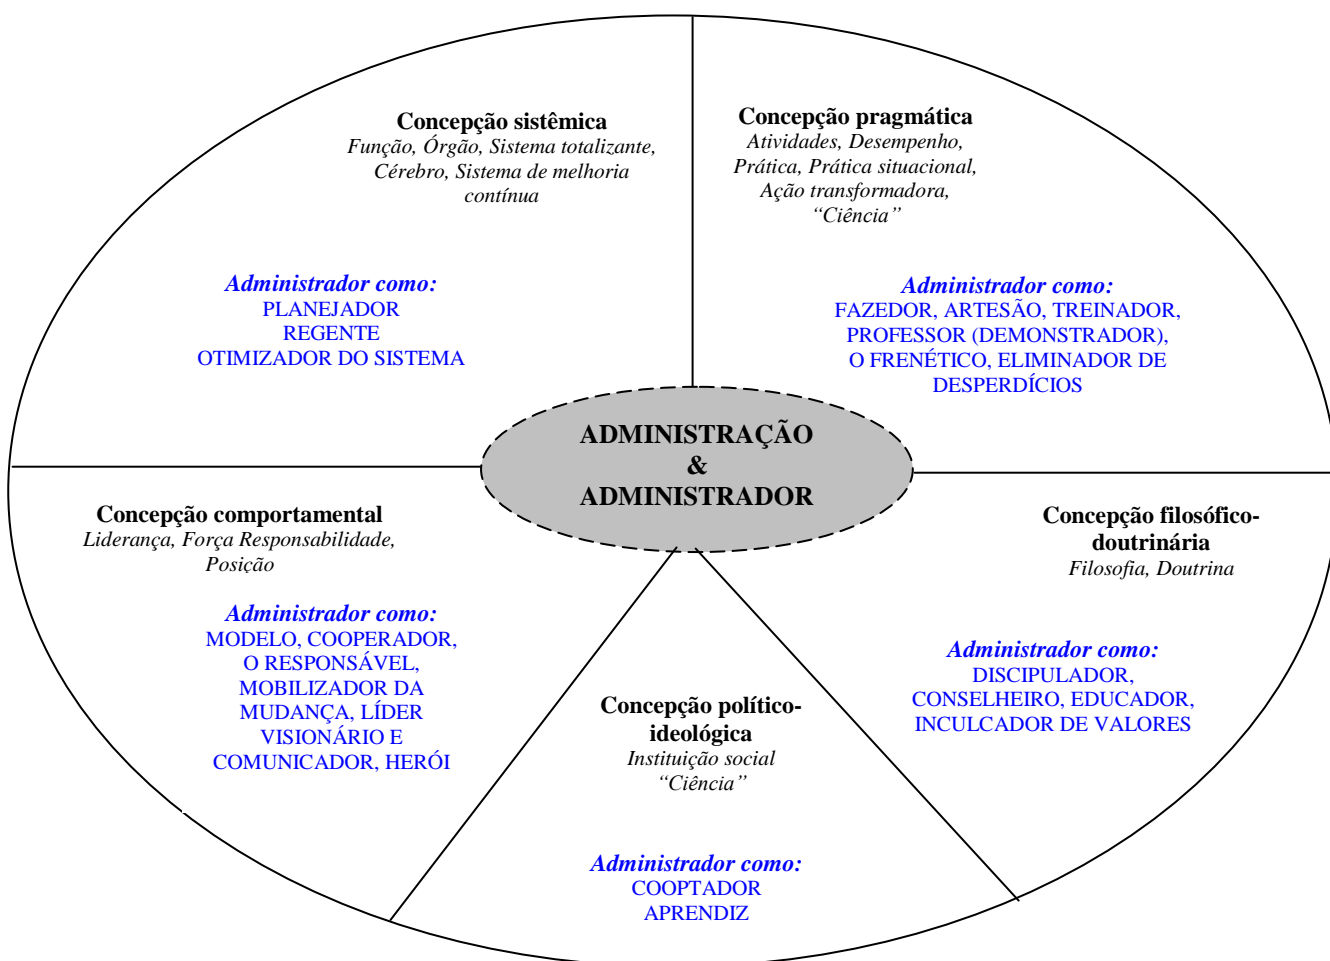 Concepção sistêmica
Função, Órgão, Sistema totalizante,
Cérebro, Sistema de melhoria
contínua
Administrador como:
PLANEJADOR
REGENTE
OTIMIZADOR DO SISTEMA
Concepção pragmática
Atividades, Desempenho,
Prática, Prática situacional,
Ação transformadora,
“Ciência”
Administrador como:
FAZEDOR, ARTESÃO, TREINADOR,
PROFESSOR (DEMONSTRADOR),
O FRENÉTICO, ELIMINADOR DE
DESPERDÍCIOS
ADMINISTRAÇÃO
&
ADMINISTRADOR
Concepção comportamental
Liderança, Força Responsabilidade,
Posição
Administrador como:
MODELO, COOPERADOR,
O RESPONSÁVEL,
MOBILIZADOR DA
MUDANÇA, LÍDER
VISIONÁRIO E
COMUNICADOR, HERÓI
Concepção político-
ideológica
Instituição social
“Ciência”
Administrador como:
COOPTADOR
APRENDIZ
Concepção filosófico-
doutrinária
Filosofia, Doutrina
Administrador como:
DISCIPULADOR,
CONSELHEIRO, EDUCADOR,
INCULCADOR DE VALORES